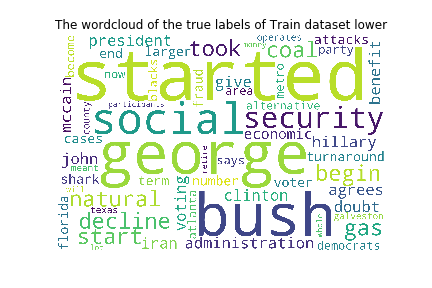 The wordcloud of the true labels of Train dataset lower
become
president
end
larger
took
operates
money
coal
attacks
party
started
benefit
mccain
now
blacks
fraud
give
area
metro
county
participants
social
alternative
security
cases
economic
hillary
john
george
says
turnaround
meant
shark
retire
begin
will
term
number
voter
agrees
natural
voting
clinton
doubt
florida
texas
decline
atlanta
bush
whole
galveston
start
iran
gas
lot
administration
democrats